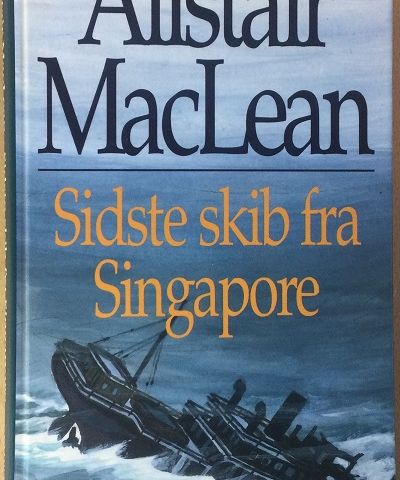 Alistair
MacLean
Sidste skib fra
Singapore